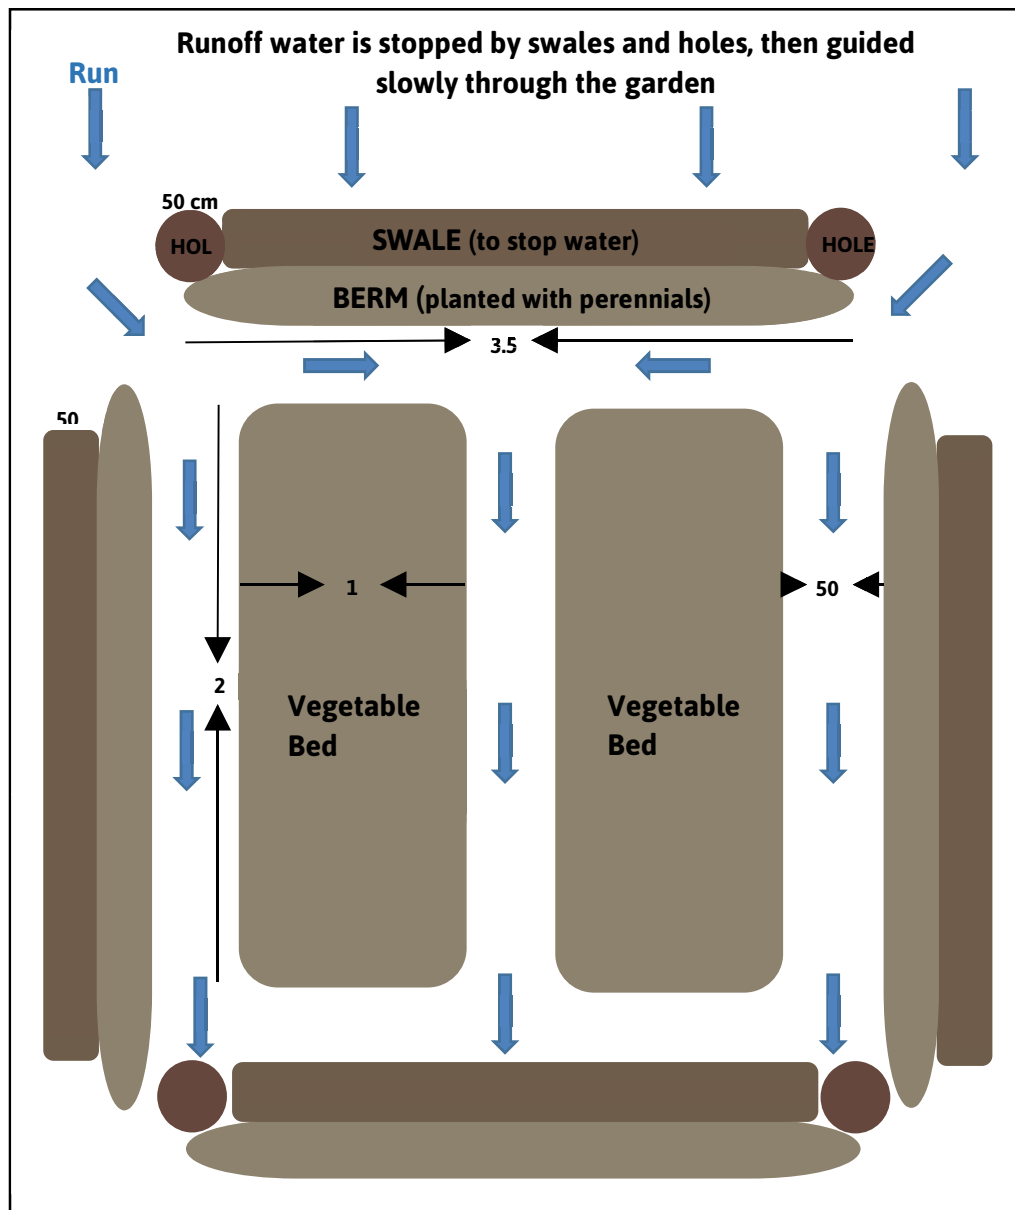 Runoff water is stopped by swales and holes, then guided
slowly through the garden
Run
50 cm
HOL
SWALE (to stop water)
HOLE
BERM (planted with perennials)
3.5
50
1
50
2
Vegetable
Bed
Vegetable
Bed